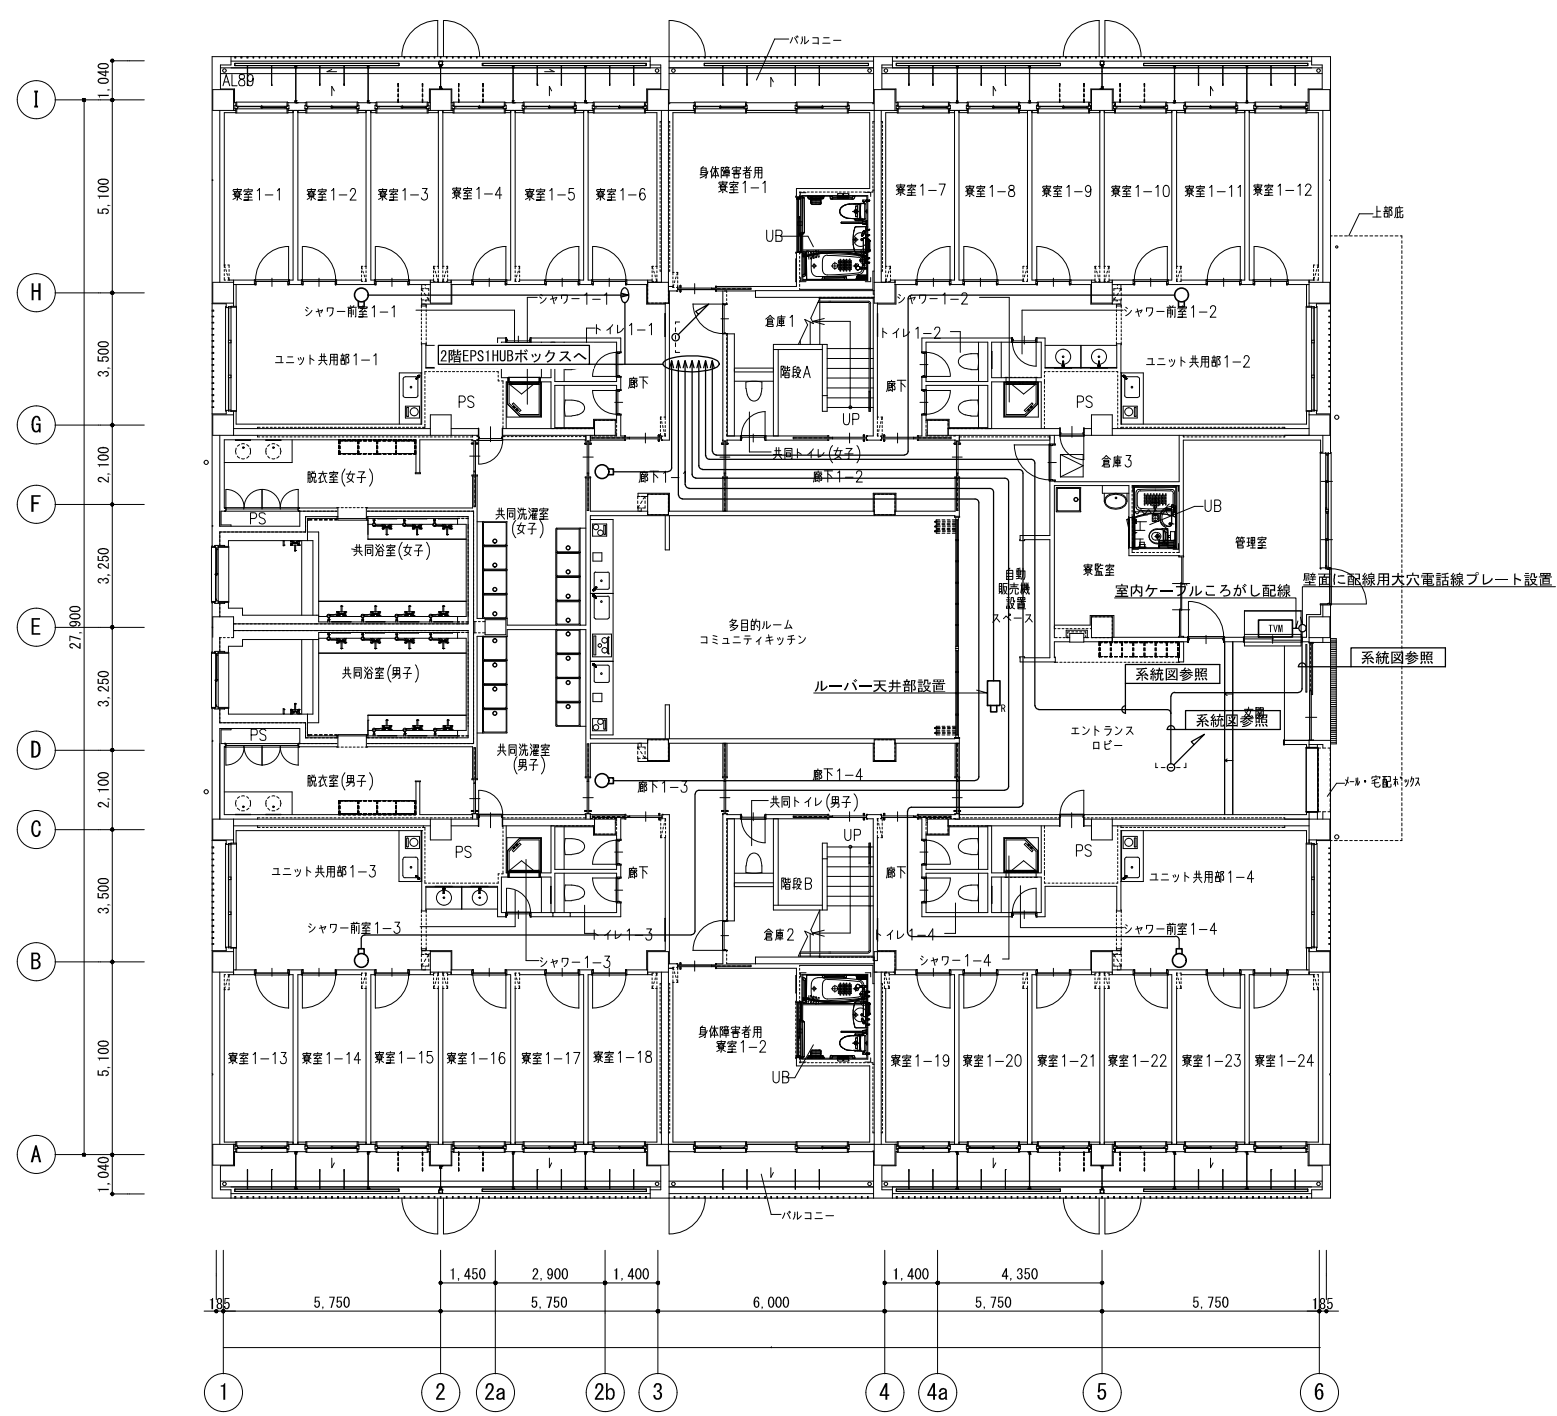 バルコニー
AL89
I
1,040
寮室1-1
寮室1-2
寮室1-3
寮室1-4
寮室1-5
寮室1-6
身体障害者用
寮室1-1
寮室1-7
寮室1-8
寮室1-9
寮室1-10
寮室1-11
寮室1-12
5,100
UB
上部庇
H
シャワー前室1-1
シャワー1-1
トイレ1-1
倉庫1
シャワー1-2
トイレ1-2
シャワー前室1-2
3,500
ユニット共用部1-1
2階EPS1HUBボックスへ
廊下
階段A
廊下
ユニット共用部1-2
PS
UP
PS
G
2,100
脱衣室(女子)
廊下1-1
共同トイレ(女子)
廊下1-2
倉庫3
F
PS
共同洗濯室
(女子)
UB
3,250
共同浴室(女子)
管理室
自動
販売機
設置
スペース
寮監室
室内ケーブルころがし配線
壁面に配線用大穴電話線プレート設置
E
27,900
多目的ルーム
コミュニティキッチン
TVM
系統図参照
3,250
共同浴室(男子)
ルーバー天井部設置
R
系統図参照
系統図参照
玄関
エントランス
ロビー
D
PS
共同洗濯室
(男子)
2,100
脱衣室(男子)
廊下1-3
廊下1-4
共同トイレ(男子)
メール・宅配ボックス
C
PS
UP
PS
3,500
ユニット共用部1-3
廊下
階段B
廊下
ユニット共用部1-4
シャワー前室1-3
トイレ1-3
シャワー1-3
倉庫2
トイレ1-4
シャワー1-4
シャワー前室1-4
B
5,100
寮室1-13
寮室1-14
寮室1-15
寮室1-16
寮室1-17
寮室1-18
身体障害者用
寮室1-2
UB
寮室1-19
寮室1-20
寮室1-21
寮室1-22
寮室1-23
寮室1-24
A
1,040
バルコニー
1,450
2,900
1,400
1,400
4,350
185
5,750
5,750
6,000
5,750
5,750
185
1
2
2a
2b
3
4
4a
5
6